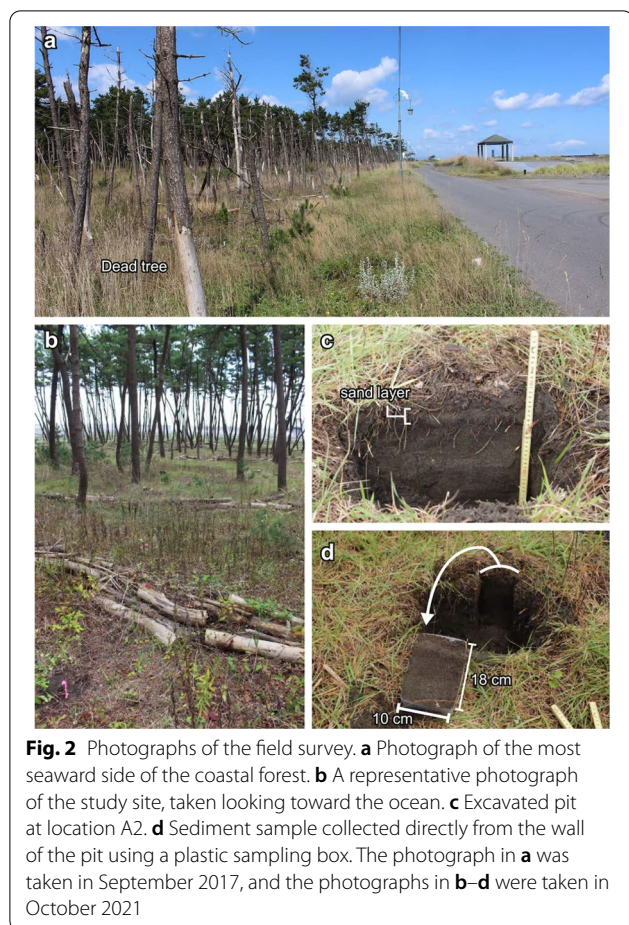 a
Dead tree
b
c
sand layer
d
18 cm
10 cm
Fig. 2 Photographs of the field survey. a Photograph of the most
seaward side of the coastal forest. b A representative photograph
of the study site, taken looking toward the ocean. c Excavated pit
at location A2. d Sediment sample collected directly from the wall
of the pit using a plastic sampling box. The photograph in a was
taken in September 2017, and the photographs in b–d were taken in
October 2021